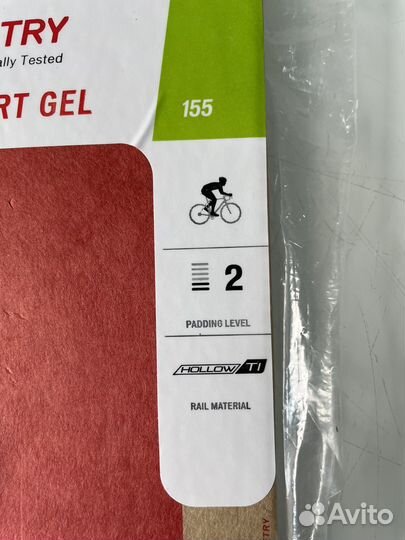 TRY
ally Tested
RT GEL
155
2
PADDING LEVEL
HOLLOW TI
RAIL MATERIAL
TRY
Avito